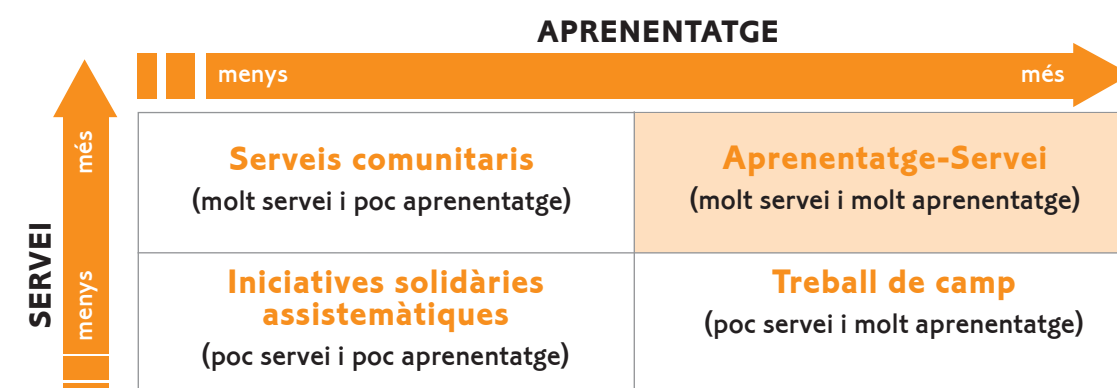 APRENENTATGE
menys
més
SERVEI
més
menys
Serveis comunitaris
(molt servei i poc aprenentatge)
Aprenentatge-Servei
(molt servei i molt aprenentatge)
Iniciatives solidàries
assistemàtiques
(poc servei i poc aprenentatge)
Treball de camp
(poc servei i molt aprenentatge)